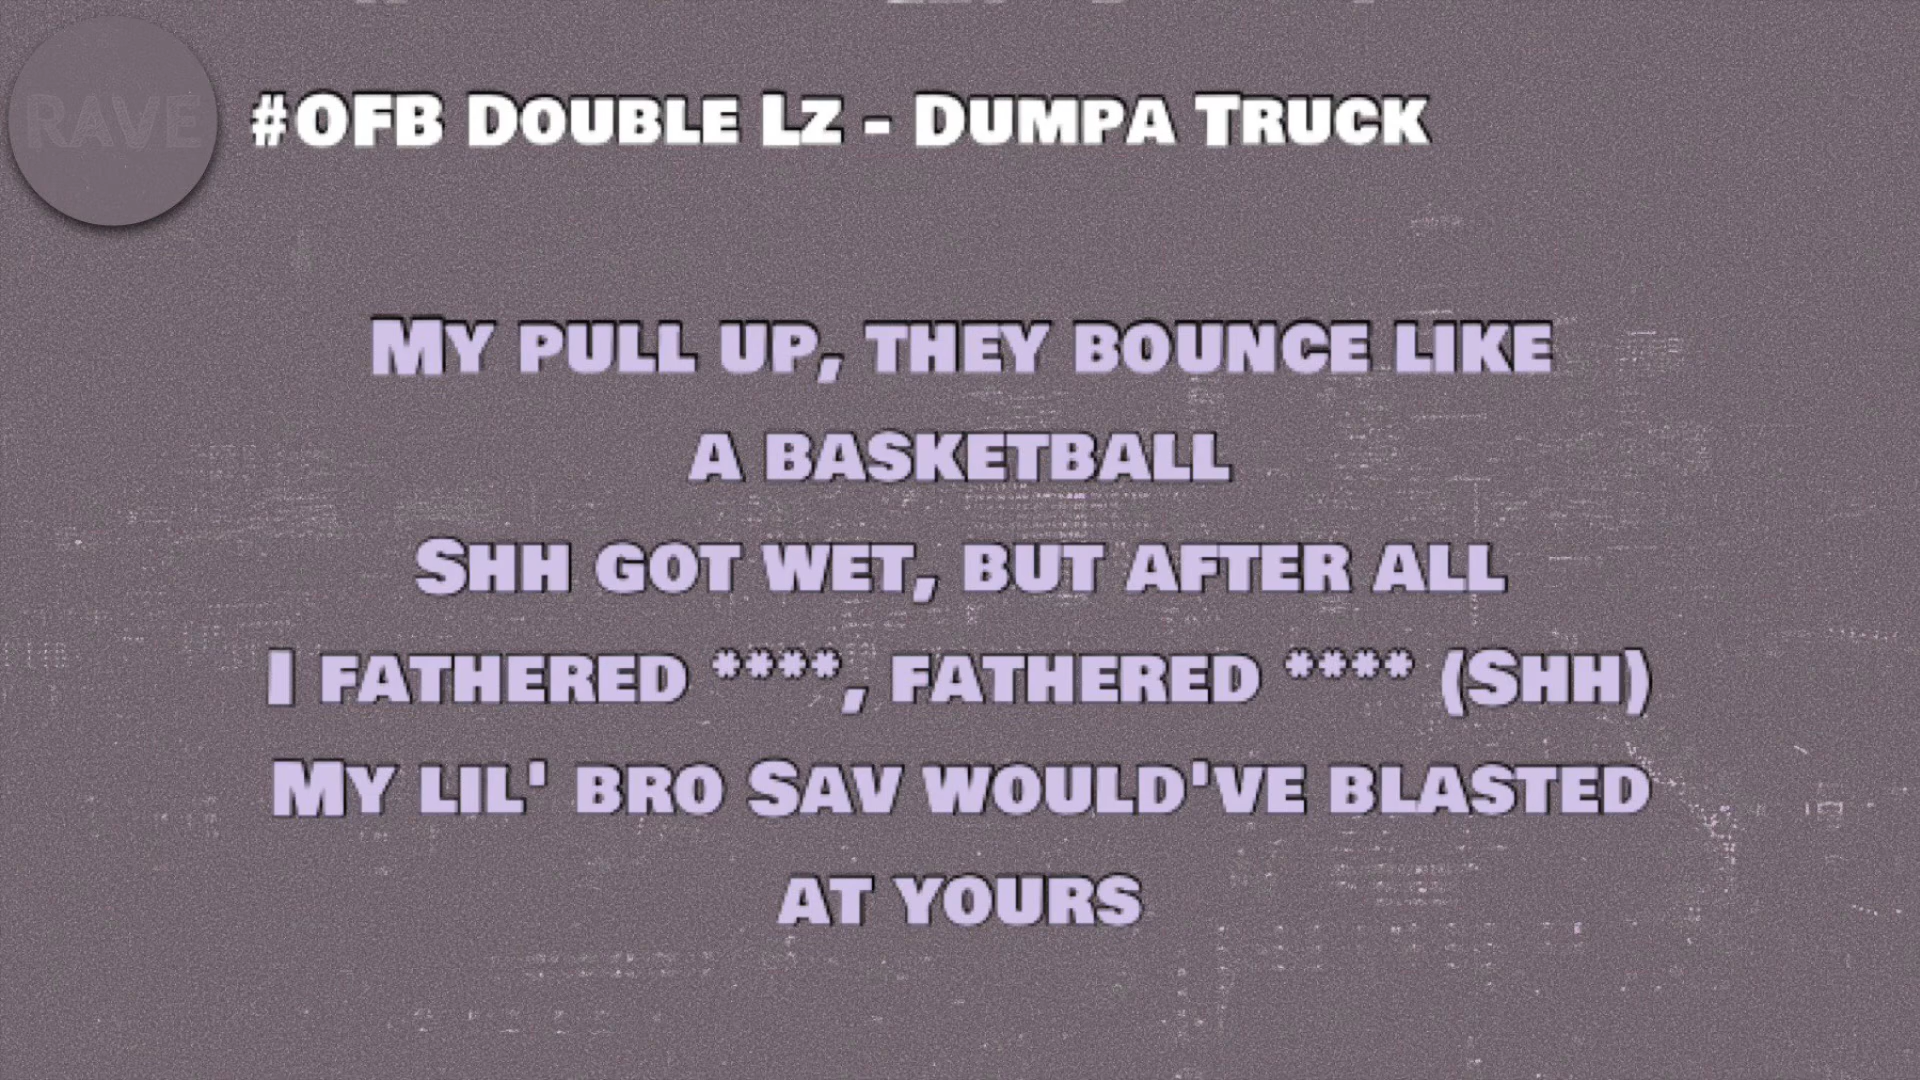 RAVE
#OFB Double Lz - Dumpa Truck
My pull up, they bounce like
a basketball
Shh got wet, but after all
I fathered ****, fathered **** (Shh)
My lil' bro Sav would've blasted
at yours